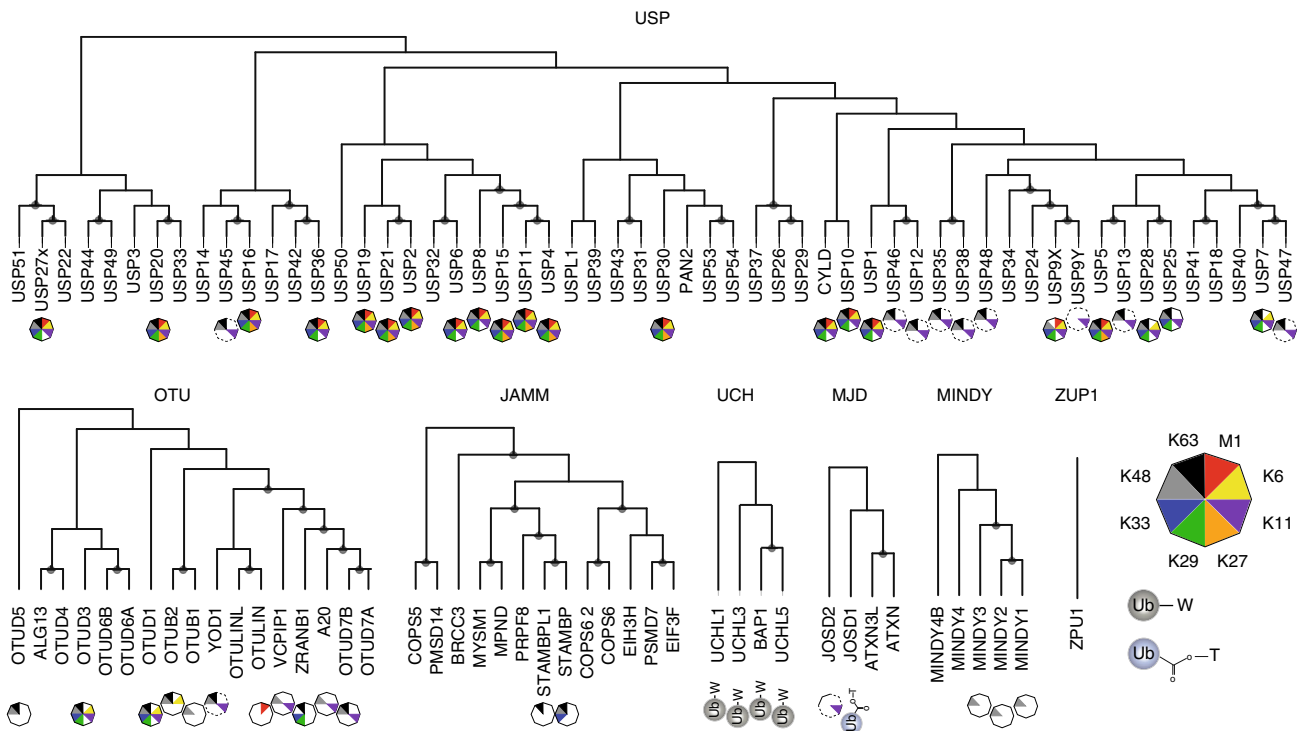 USP
USP51
USP27x
USP22
USP44
USP49
USP3
USP20
USP33
USP14
USP45
USP16
USP17
USP42
USP36
USP50
USP19
USP21
USP2
USP32
USP6
USP8
USP15
USP11
USP4
USPL1
USP39
USP43
USP31
USP30
PAN2
USP53
USP54
USP37
USP26
USP29
CYLD
USP10
USP1
USP46
USP12
USP35
USP38
USP48
USP34
USP24
USP9X
USP9Y
USP5
USP13
USP28
USP25
USP41
USP18
USP40
USP7
USP47
OTU
JAMM
UCH
MJD
MINDY
ZUP1
OTUD5
ALG13
OTUD4
OTUD3
OTUD6B
OTUD6A
OTUD1
OTUB2
OTUB1
YOD1
OTULINL
OTULIN
VCPIP1
ZRANB1
A20
OTUD7B
OTUD7A
COPS5
PMSD14
BRCC3
MYSM1
MPND
PRPF8
STAMBPL1
STAMBP
COPS6 2
COPS6
EIH3H
PSMD7
EIF3F
UCHL1
UCHL3
BAP1
UCHL5
JOSD2
JOSD1
ATXN3L
ATXN
MINDY4B
MINDY4
MINDY3
MINDY2
MINDY1
ZPU1
Ub-W
Ub-W
Ub-W
Ub-W
Ub
o
o-T
K63
M1
K48
K6
K33
K11
K29
K27
Ub-W
Ub
o-T
o